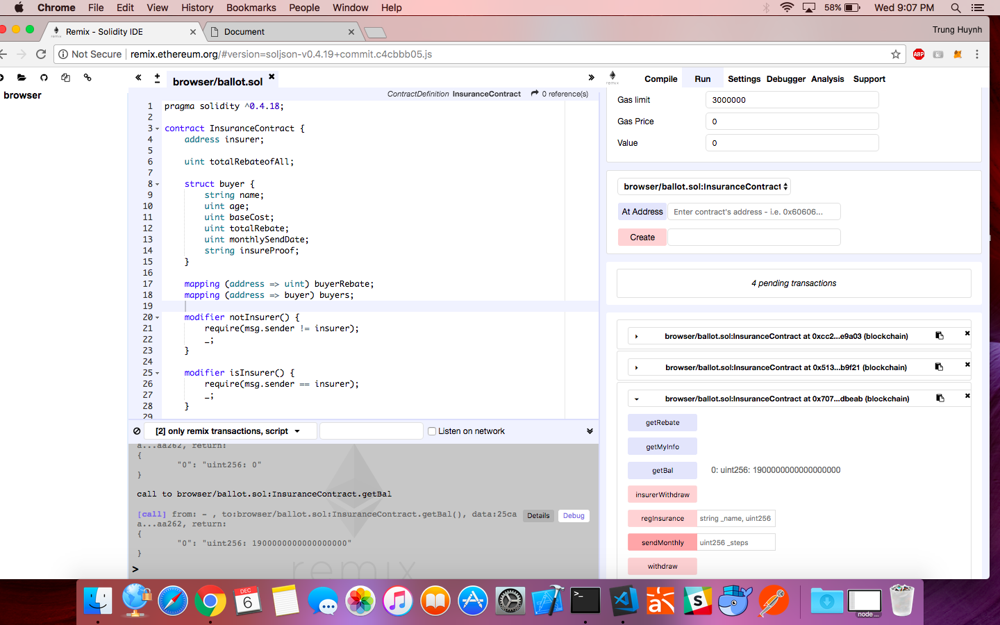 Chrome File Edit View History Bookmarks People Window Help 58% Wed 9:07 PM
Remix - Solidity IDE Document Trung Huynh
Not Secure remix.ethereum.org/#version=soljson-v0.4.19+commit.c4cbbb05.js ABP
browser
browser/ballot.sol
ContractDefinition InsuranceContract 0 reference(s)
1 pragma solidity ^0.4.18;
2
3 contract InsuranceContract {
4 address insurer;
5
6 uint totalRebateofAll;
7
8 struct buyer {
9 string name;
10 uint age;
11 uint baseCost;
12 uint totalRebate;
13 uint monthlySendDate;
14 string insureProof;
15 }
16
17 mapping (address => uint) buyerRebate;
18 mapping (address => buyer) buyers;
19
20 modifier notInsurer() {
21 require(msg.sender != insurer);
22 _;
23 }
24
25 modifier isInsurer() {
26 require(msg.sender == insurer);
27 _;
28 }
29
[2] only remix transactions, script Listen on network
a...aa262, return:
{
"0": "uint256: 0"
}
call to browser/ballot.sol:InsuranceContract.getBal
[call] from: - , to:browser/ballot.sol:InsuranceContract.getBal(), data:25ca Details Debug
a...aa262, return:
{
"0": "uint256: 1900000000000000000"
}
>
remix
remix Compile Run Settings Debugger Analysis Support
Gas limit 3000000
Gas Price 0
Value 0
browser/ballot.sol:InsuranceContract
At Address Enter contract's address - i.e. 0x60606...
Create
4 pending transactions
browser/ballot.sol:InsuranceContract at 0xcc2...e9a03 (blockchain)
browser/ballot.sol:InsuranceContract at 0x513...b9f21 (blockchain)
browser/ballot.sol:InsuranceContract at 0x707...dbeab (blockchain)
getRebate
getMyInfo
getBal 0: uint256: 1900000000000000000
insurerWithdraw
regInsurance string _name, uint256
sendMonthly uint256 _steps
withdraw
DEC
6
>_
node ...